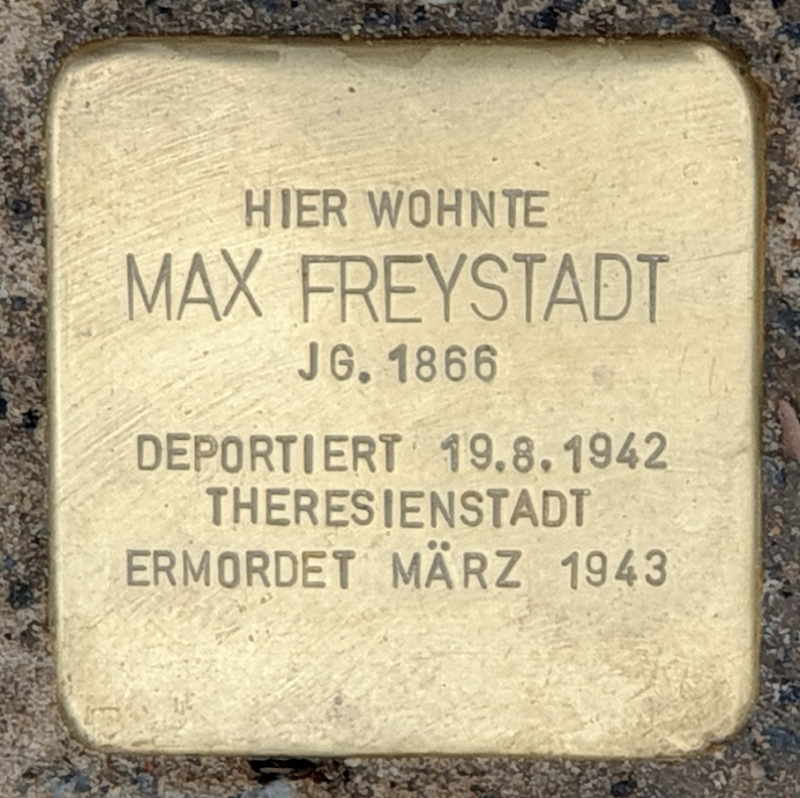 HIER WOHNTE
MAX FREYSTADT
JG. 1866
DEPORTIERT 19.8.1942
THERESIENSTADT
ERMORDET MÄRZ 1943